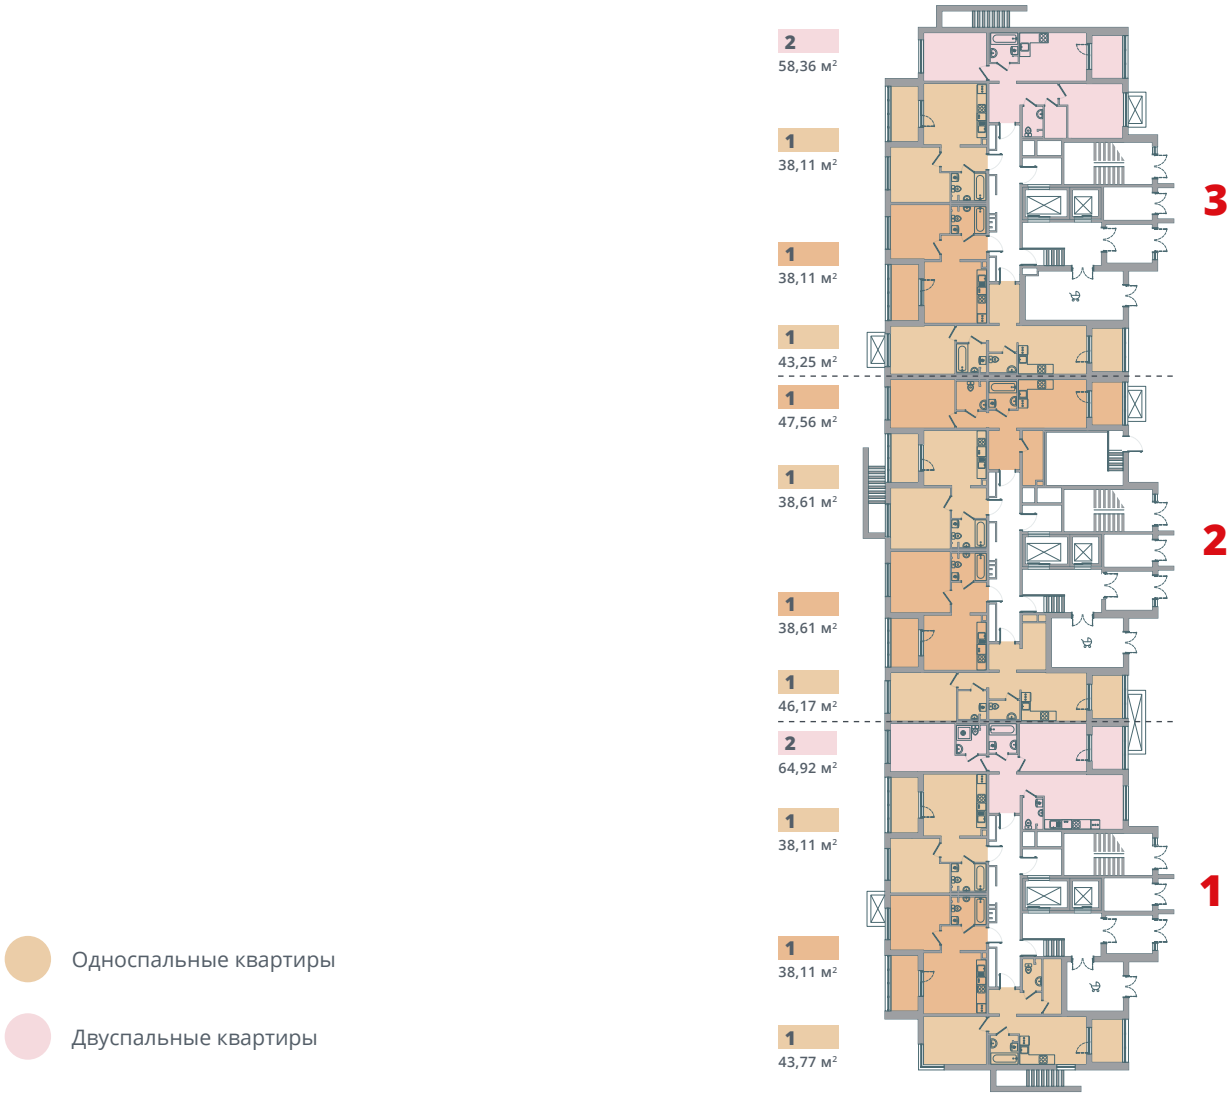 2
58,36 м²
1
38,11 м²
3
1
38,11 м²
1
43,25 м²
1
47,56 м²
1
38,61 м²
2
1
38,61 м²
1
46,17 м²
2
64,92 м²
1
38,11 м²
1
1
38,11 м²
Односпальные квартиры
Двуспальные квартиры
1
43,77 м²